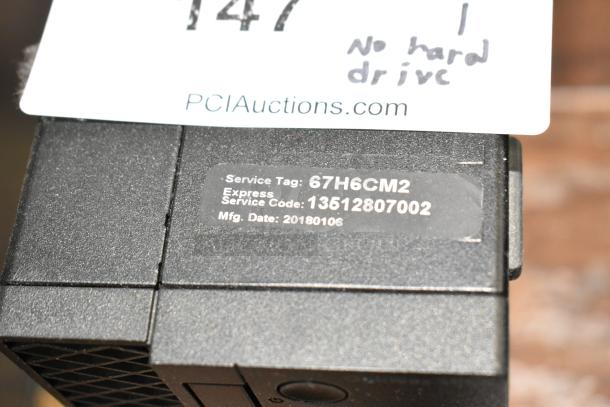 147
1
No hard
drive
PCIAuctions.com
Service Tag: 67H6CM2
Express
Service Code: 13512807002
Mfg. Date: 20180106